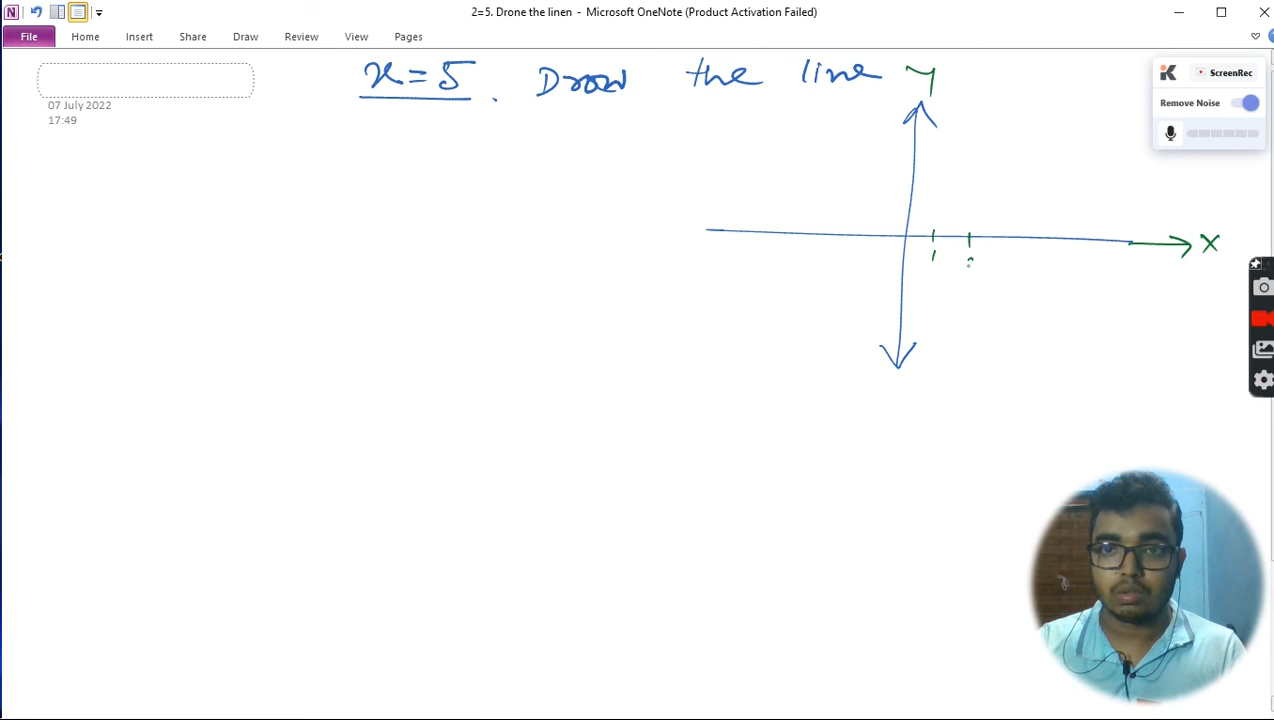 2=5. Drone the linen - Microsoft OneNote (Product Activation Failed)
File Home Insert Share Draw Review View Pages
x = 5 . Draw the line
Y
07 July 2022
17:49
ScreenRec
Remove Noise
X
1